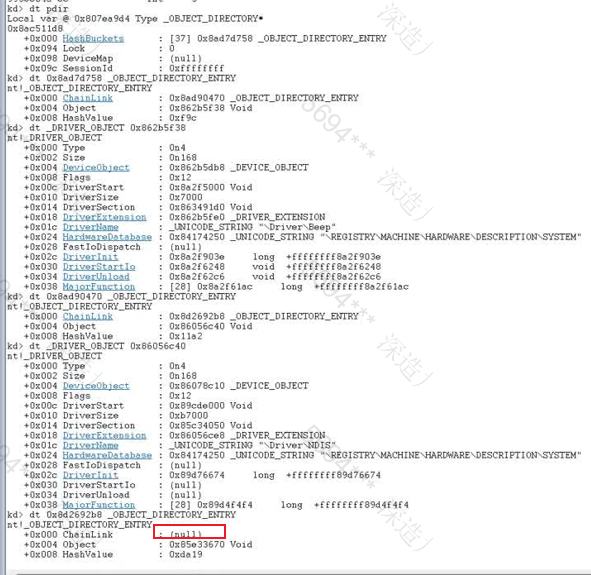 kd> dt pdir
Local var @ 0x807ea9d4 Type _OBJECT_DIRECTORY*
0x8ac511d8
+0x000 HashBuckets : [37] 0x8ad7d758 _OBJECT_DIRECTORY_ENTRY
+0x094 Lock : 0
+0x098 DeviceMap : (null)
+0x09c SessionId : 0xffffffff
kd> dt 0x8ad7d758 _OBJECT_DIRECTORY_ENTRY
nt!_OBJECT_DIRECTORY_ENTRY
+0x000 ChainLink : 0x8ad90470 _OBJECT_DIRECTORY_ENTRY
+0x004 Object : 0x862b5f38 Void
+0x008 HashValue : 0xf9c
kd> dt _DRIVER_OBJECT 0x862b5f38
nt!_DRIVER_OBJECT
+0x000 Type : 0n4
+0x002 Size : 0n168
+0x004 DeviceObject : 0x862b5db8 _DEVICE_OBJECT
+0x008 Flags : 0x12
+0x00c DriverStart : 0x8a2f5000 Void
+0x010 DriverSize : 0x7000
+0x014 DriverSection : 0x863491d0 Void
+0x018 DriverExtension : 0x862b5fe0 _DRIVER_EXTENSION
+0x01c DriverName : _UNICODE_STRING "\Driver\Beep"
+0x024 HardwareDatabase : 0x84174250 _UNICODE_STRING "\REGISTRY\MACHINE\HARDWARE\DESCRIPTION\SYSTEM"
+0x028 FastIoDispatch : (null)
+0x02c DriverInit : 0x8a2f903e long +ffffffff8a2f903e
+0x030 DriverStartIo : 0x8a2f6248 void +ffffffff8a2f6248
+0x034 DriverUnload : 0x8a2f62c6 void +ffffffff8a2f62c6
+0x038 MajorFunction : [28] 0x8a2f61ac long +ffffffff8a2f61ac
kd> dt 0x8ad90470 _OBJECT_DIRECTORY_ENTRY
nt!_OBJECT_DIRECTORY_ENTRY
+0x000 ChainLink : 0x8d2692b8 _OBJECT_DIRECTORY_ENTRY
+0x004 Object : 0x86056c40 Void
+0x008 HashValue : 0x11a2
kd> dt _DRIVER_OBJECT 0x86056c40
nt!_DRIVER_OBJECT
+0x000 Type : 0n4
+0x002 Size : 0n168
+0x004 DeviceObject : 0x86078c10 _DEVICE_OBJECT
+0x008 Flags : 0x12
+0x00c DriverStart : 0x89cde000 Void
+0x010 DriverSize : 0xb7000
+0x014 DriverSection : 0x85c34050 Void
+0x018 DriverExtension : 0x86056ce8 _DRIVER_EXTENSION
+0x01c DriverName : _UNICODE_STRING "\Driver\NDIS"
+0x024 HardwareDatabase : 0x84174250 _UNICODE_STRING "\REGISTRY\MACHINE\HARDWARE\DESCRIPTION\SYSTEM"
+0x028 FastIoDispatch : (null)
+0x02c DriverInit : 0x89d76674 long +ffffffff89d76674
+0x030 DriverStartIo : (null)
+0x034 DriverUnload : (null)
+0x038 MajorFunction : [28] 0x89d4f4f4 long +ffffffff89d4f4f4
kd> dt 0x8d2692b8 _OBJECT_DIRECTORY_ENTRY
nt!_OBJECT_DIRECTORY_ENTRY
+0x000 ChainLink : (null)
+0x004 Object : 0x85e33670 Void
+0x008 HashValue : 0xda19